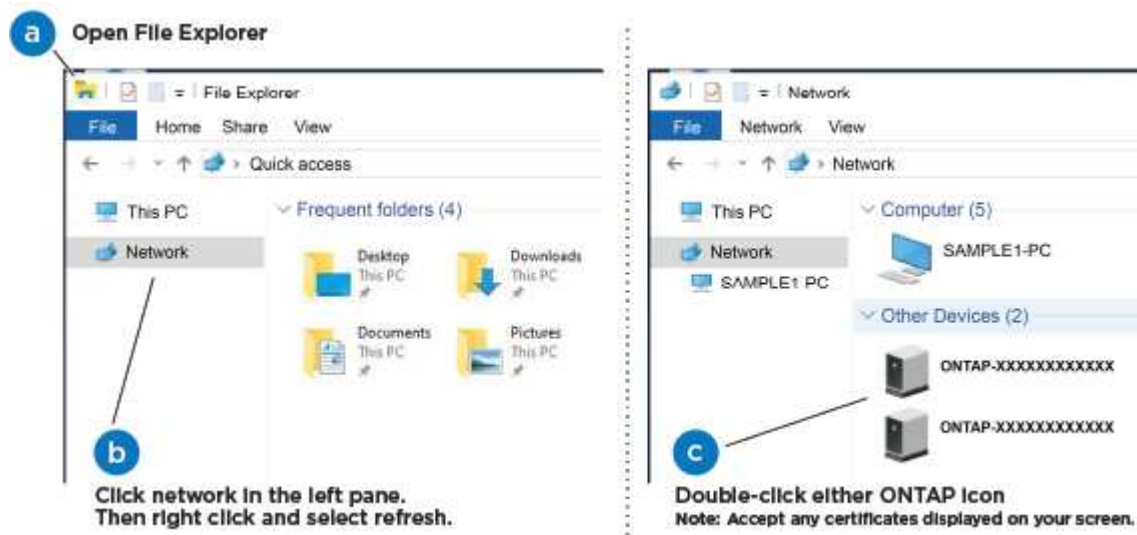 a Open File Explorer
File Explorer
File Home Share View
Quick access
This PC
Network
Frequent folders (4)
Desktop
This PC
Downloads
This PC
Documents
This PC
Pictures
This PC
b
Click network in the left pane.
Then right click and select refresh.
Network
File Network View
Network
This PC
Network
SAMPLE1 PC
Computer (5)
SAMPLE1-PC
Other Devices (2)
ONTAP-XXXXXXXXXXXX
ONTAP-XXXXXXXXXXXX
c
Double-click either ONTAP icon
Note: Accept any certificates displayed on your screen.